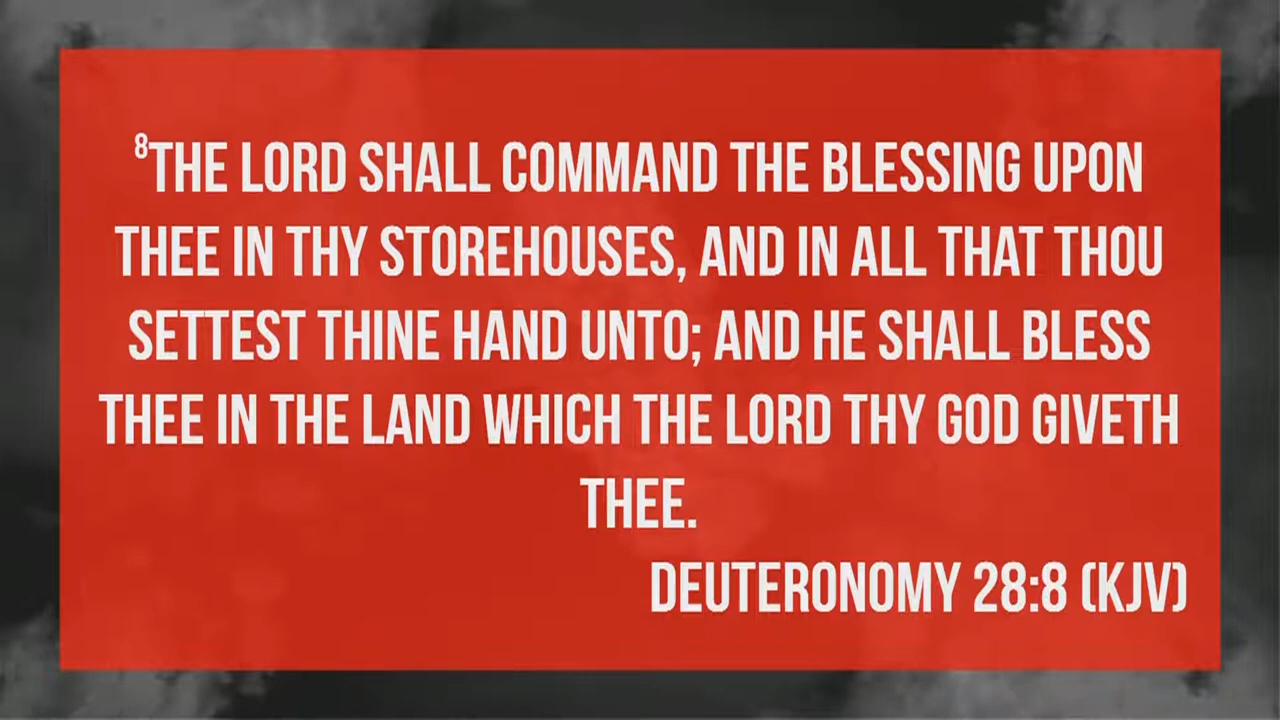 ⁸THE LORD SHALL COMMAND THE BLESSING UPON
THEE IN THY STOREHOUSES, AND IN ALL THAT THOU
SETTEST THINE HAND UNTO; AND HE SHALL BLESS
THEE IN THE LAND WHICH THE LORD THY GOD GIVETH
THEE.
DEUTERONOMY 28:8 (KJV)